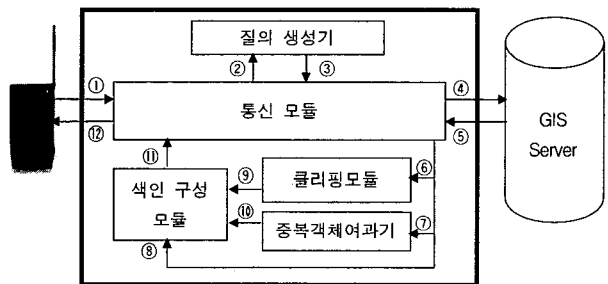 질의 생성기
② ③
① ④
통신 모듈
⑫ ⑤
GIS
Server
⑪ ⑨ ⑥
클리핑모듈
색인 구성
모듈
⑩ ⑦
중복객체여과기
⑧